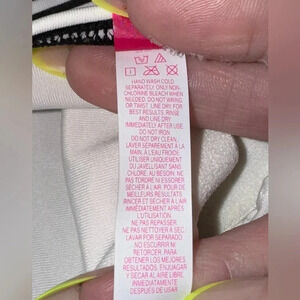 HAND WASH COLD
SEPARATELY ONLY NON-
CHLORINE BLEACH WHEN
NEEDED. DO NOT WRING
OR TWIST. LINE DRY. FOR
BEST RESULTS, RINSE
AND LINE DRY
IMMEDIATELY AFTER USE.
DO NOT IRON
DO NOT DRY CLEAN.
LAVER SÉPARÉMENT À LA
MAIN, À L'EAU FROIDE.
UTILISER UNIQUEMENT
DU JAVELLISANT SANS
CHLORE, AU BESOIN. NE
PAS TORDRE NI ESSORER
SÉCHER À L'AIR. POUR DE
MEILLEURS RÉSULTATS
RINCER ET SÉCHER À L'AIR
IMMÉDIATEMENT APRÈS
L'UTILISATION
NE PAS REPASSER.
NE PAS NETTOYER À SEC.
LAVAR POR SEPARADO
NO ESCURRIR NI
RETORCER. PARA
OBTENER LOS MEJORES
RESULTADOS, ENJUAGAR
Y SECAR AL AIRE LIBRE
INMEDIATAMENTE
DESPUÉS DE USAR